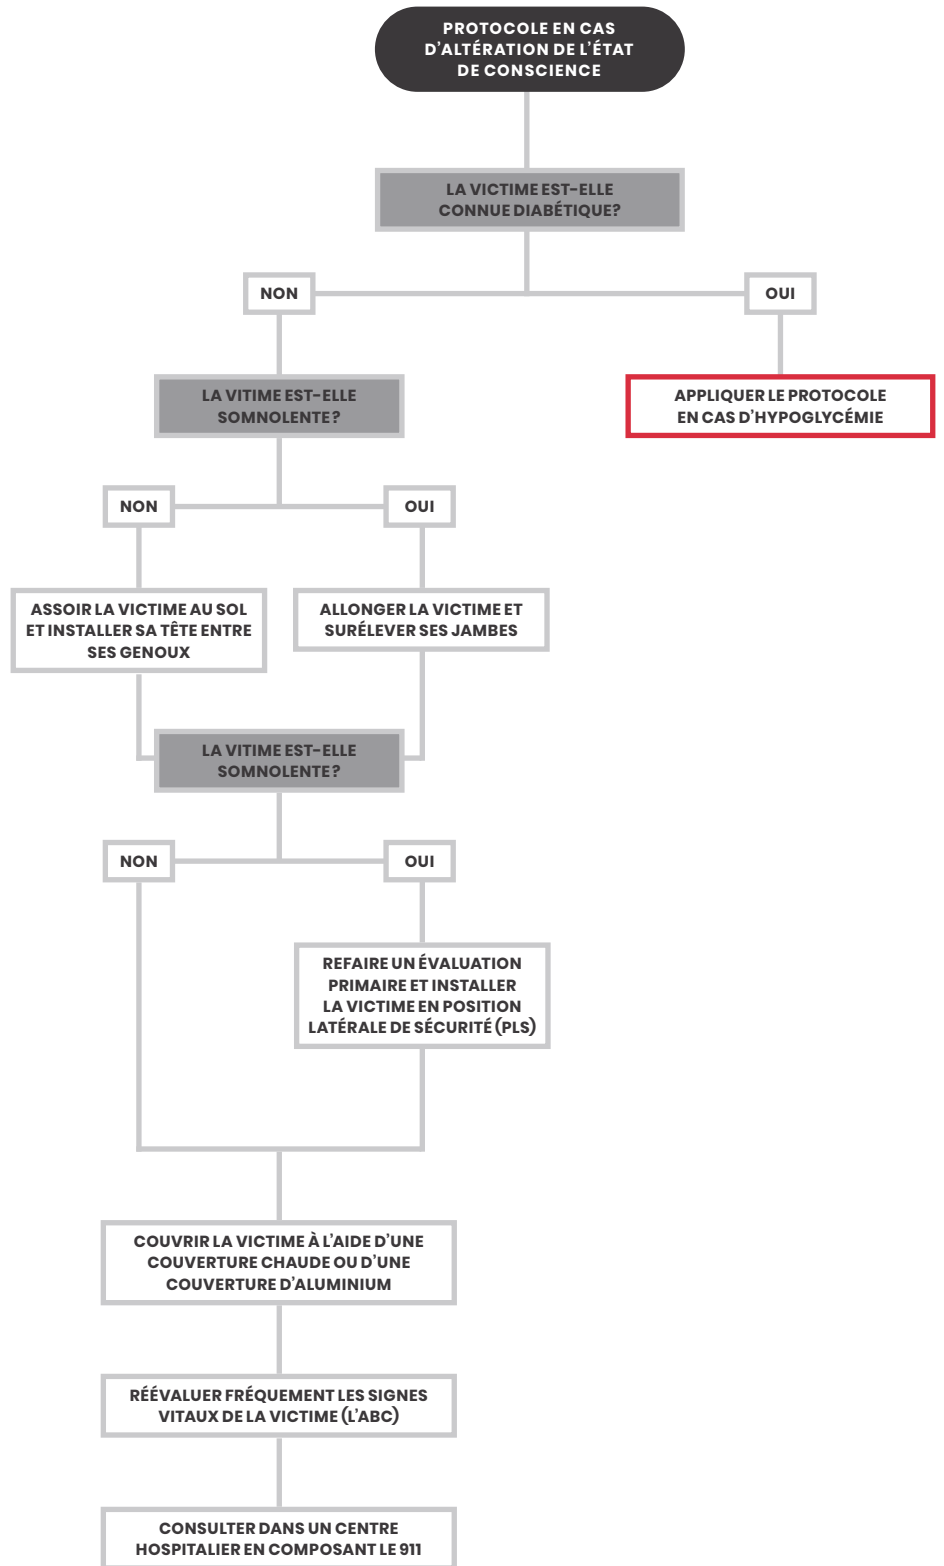 PROTOCOLE EN CAS
D'ALTÉRATION DE L'ÉTAT
DE CONSCIENCE
LA VICTIME EST-ELLE
CONNUE DIABÉTIQUE?
NON
OUI
LA VITIME EST-ELLE
SOMNOLENTE?
APPLIQUER LE PROTOCOLE
EN CAS D'HYPOGLYCÉMIE
NON
OUI
ASSOIR LA VICTIME AU SOL
ET INSTALLER SA TÊTE ENTRE
SES GENOUX
ALLONGER LA VICTIME ET
SURÉLEVER SES JAMBES
LA VITIME EST-ELLE
SOMNOLENTE?
NON
OUI
REFAIRE UN ÉVALUATION
PRIMAIRE ET INSTALLER
LA VICTIME EN POSITION
LATÉRALE DE SÉCURITÉ (PLS)
COUVRIR LA VICTIME À L'AIDE D'UNE
COUVERTURE CHAUDE OU D'UNE
COUVERTURE D'ALUMINIUM
RÉÉVALUER FRÉQUEMENT LES SIGNES
VITAUX DE LA VICTIME (L'ABC)
CONSULTER DANS UN CENTRE
HOSPITALIER EN COMPOSANT LE 911